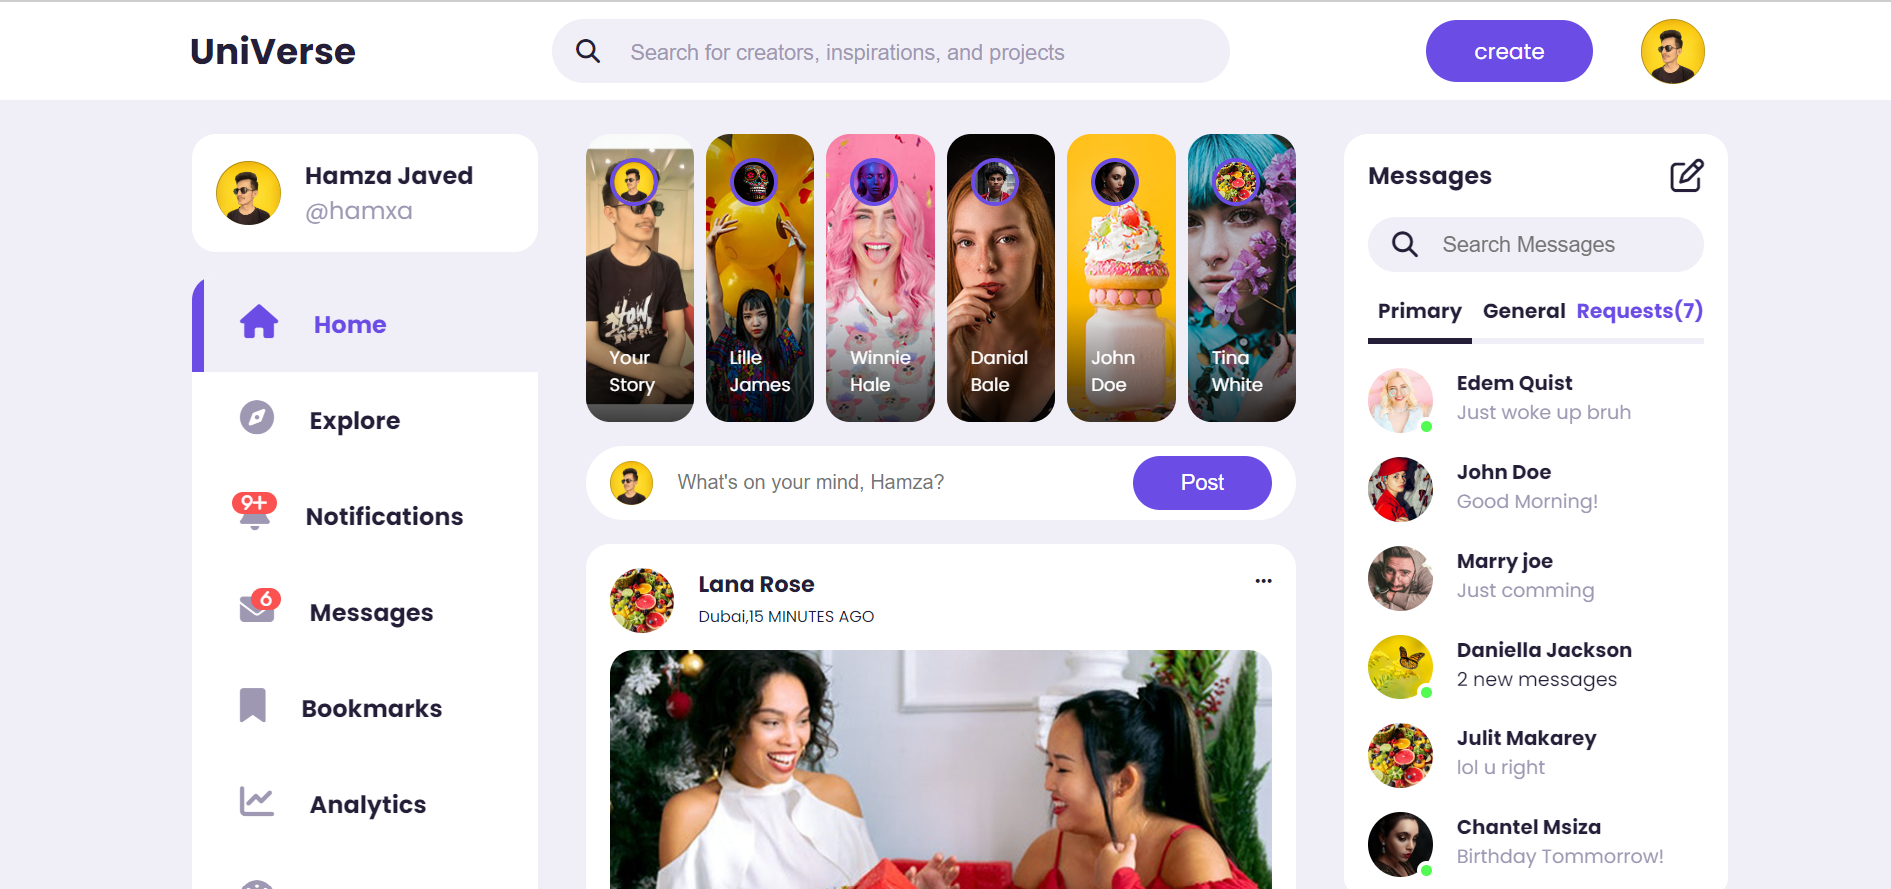 UniVerse
Search for creators, inspirations, and projects
create
Hamza Javed
@hamxa
Home
Explore
9+
Notifications
6
Messages
Bookmarks
Analytics
Your
Story
Lille
James
Winnie
Hale
Danial
Bale
John
Doe
Tina
White
What's on your mind, Hamza?
Post
Lana Rose
Dubai,15 MINUTES AGO
Messages
Search Messages
Primary General Requests(7)
Edem Quist
Just woke up bruh
John Doe
Good Morning!
Marry joe
Just comming
Daniella Jackson
2 new messages
Julit Makarey
lol u right
Chantel Msiza
Birthday Tommorrow!